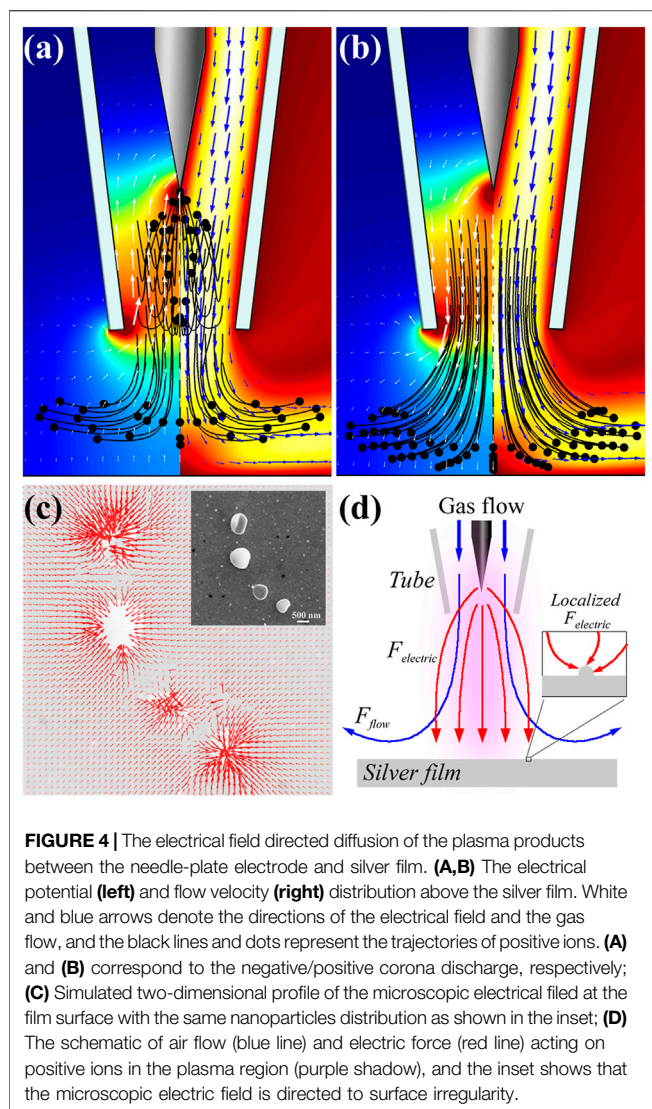 (a)
(b)
(c)
500 nm
(d)
Gas flow
Tube
Localized
F electric
F electric
F flow
Silver film
FIGURE 4 | The electrical field directed diffusion of the plasma products
between the needle-plate electrode and silver film. (A,B) The electrical
potential (left) and flow velocity (right) distribution above the silver film. White
and blue arrows denote the directions of the electrical field and the gas
flow, and the black lines and dots represent the trajectories of positive ions. (A)
and (B) correspond to the negative/positive corona discharge, respectively;
(C) Simulated two-dimensional profile of the microscopic electrical filed at the
film surface with the same nanoparticles distribution as shown in the inset; (D)
The schematic of air flow (blue line) and electric force (red line) acting on
positive ions in the plasma region (purple shadow), and the inset shows that
the microscopic electric field is directed to surface irregularity.